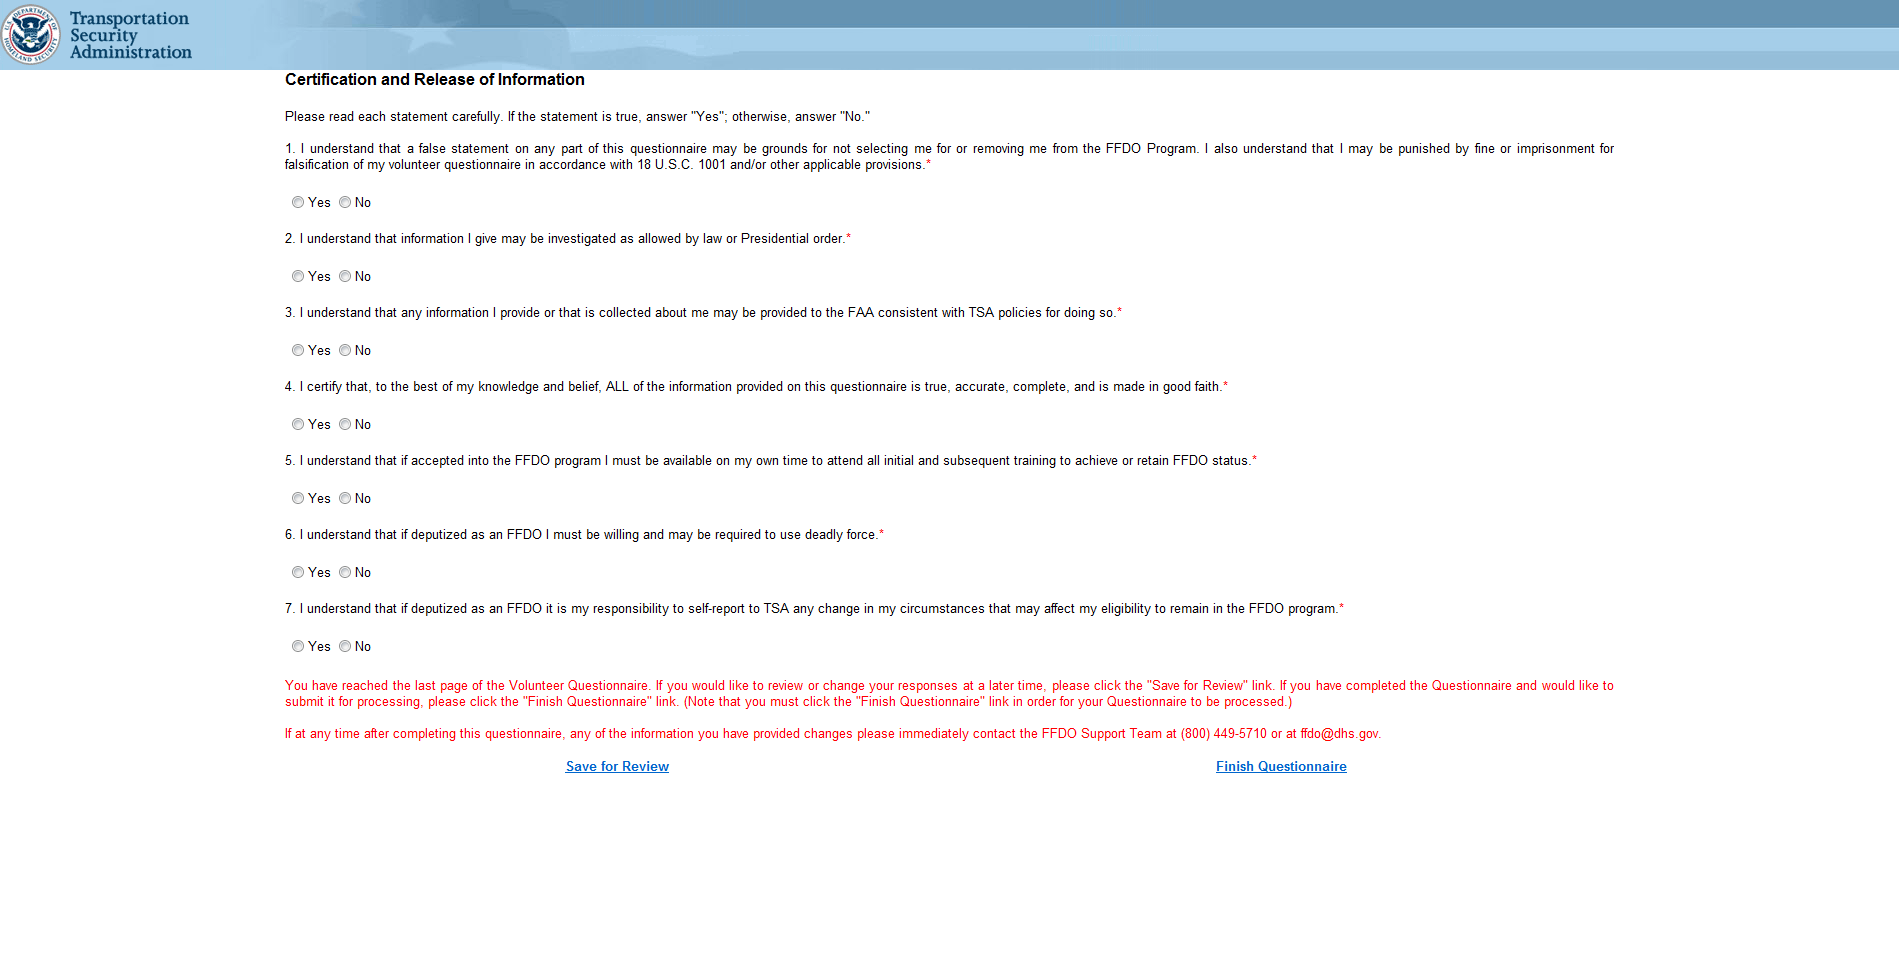 Transportation
Security
Administration
Certification and Release of Information
Please read each statement carefully. If the statement is true, answer "Yes"; otherwise, answer "No."
1. I understand that a false statement on any part of this questionnaire may be grounds for not selecting me for or removing me from the FFDO Program. I also understand that I may be punished by fine or imprisonment for
falsification of my volunteer questionnaire in accordance with 18 U.S.C. 1001 and/or other applicable provisions.*
Yes No
2. I understand that information I give may be investigated as allowed by law or Presidential order.*
Yes No
3. I understand that any information I provide or that is collected about me may be provided to the FAA consistent with TSA policies for doing so.*
Yes No
4. I certify that, to the best of my knowledge and belief, ALL of the information provided on this questionnaire is true, accurate, complete, and is made in good faith.*
Yes No
5. I understand that if accepted into the FFDO program I must be available on my own time to attend all initial and subsequent training to achieve or retain FFDO status.*
Yes No
6. I understand that if deputized as an FFDO I must be willing and may be required to use deadly force.*
Yes No
7. I understand that if deputized as an FFDO it is my responsibility to self-report to TSA any change in my circumstances that may affect my eligibility to remain in the FFDO program.*
Yes No
You have reached the last page of the Volunteer Questionnaire. If you would like to review or change your responses at a later time, please click the "Save for Review" link. If you have completed the Questionnaire and would like to
submit it for processing, please click the "Finish Questionnaire" link. (Note that you must click the "Finish Questionnaire" link in order for your Questionnaire to be processed.)
If at any time after completing this questionnaire, any of the information you have provided changes please immediately contact the FFDO Support Team at (800) 449-5710 or at ffdo@dhs.gov.
Save for Review Finish Questionnaire